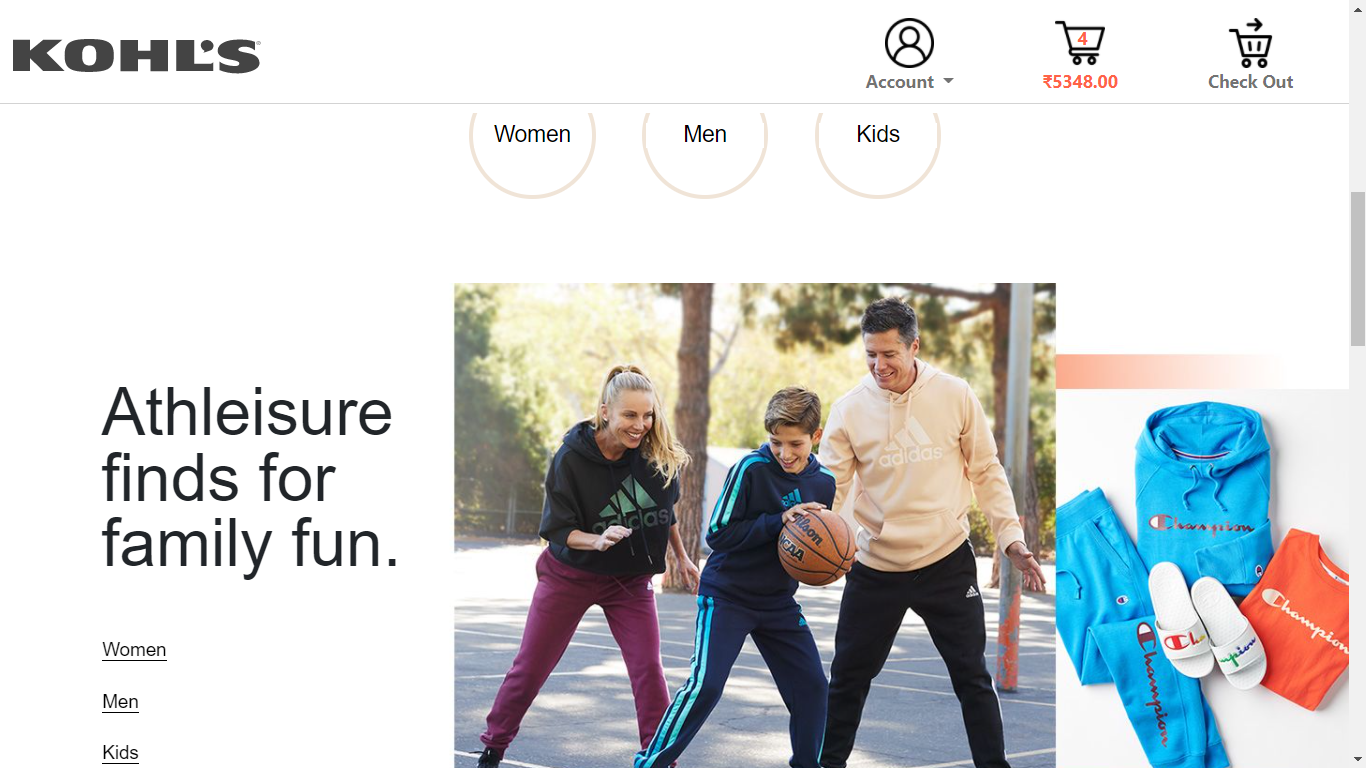 KOHL'S
Account
4
₹5348.00
Check Out
Women
Men
Kids
Athleisure
finds for
family fun.
Women
Men
Kids
adidas
adidas
Wilson
NCAA
Champion
Champion
Champion
Champion